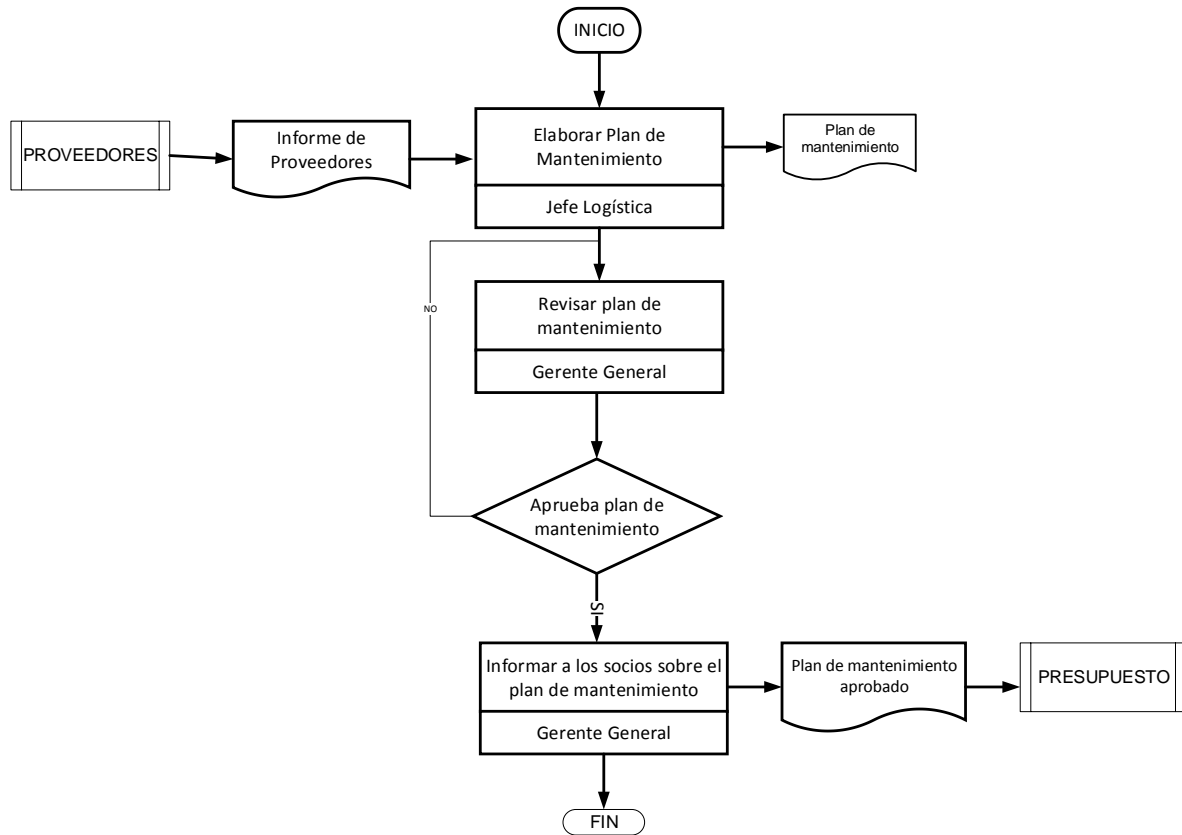 INICIO
PROVEEDORES
Informe de
Proveedores
Elaborar Plan de
Mantenimiento
Jefe Logística
Plan de
mantenimiento
NO
Revisar plan de
mantenimiento
Gerente General
Aprueba plan de
mantenimiento
SI
Informar a los socios sobre el
plan de mantenimiento
Gerente General
Plan de mantenimiento
aprobado
PRESUPUESTO
FIN